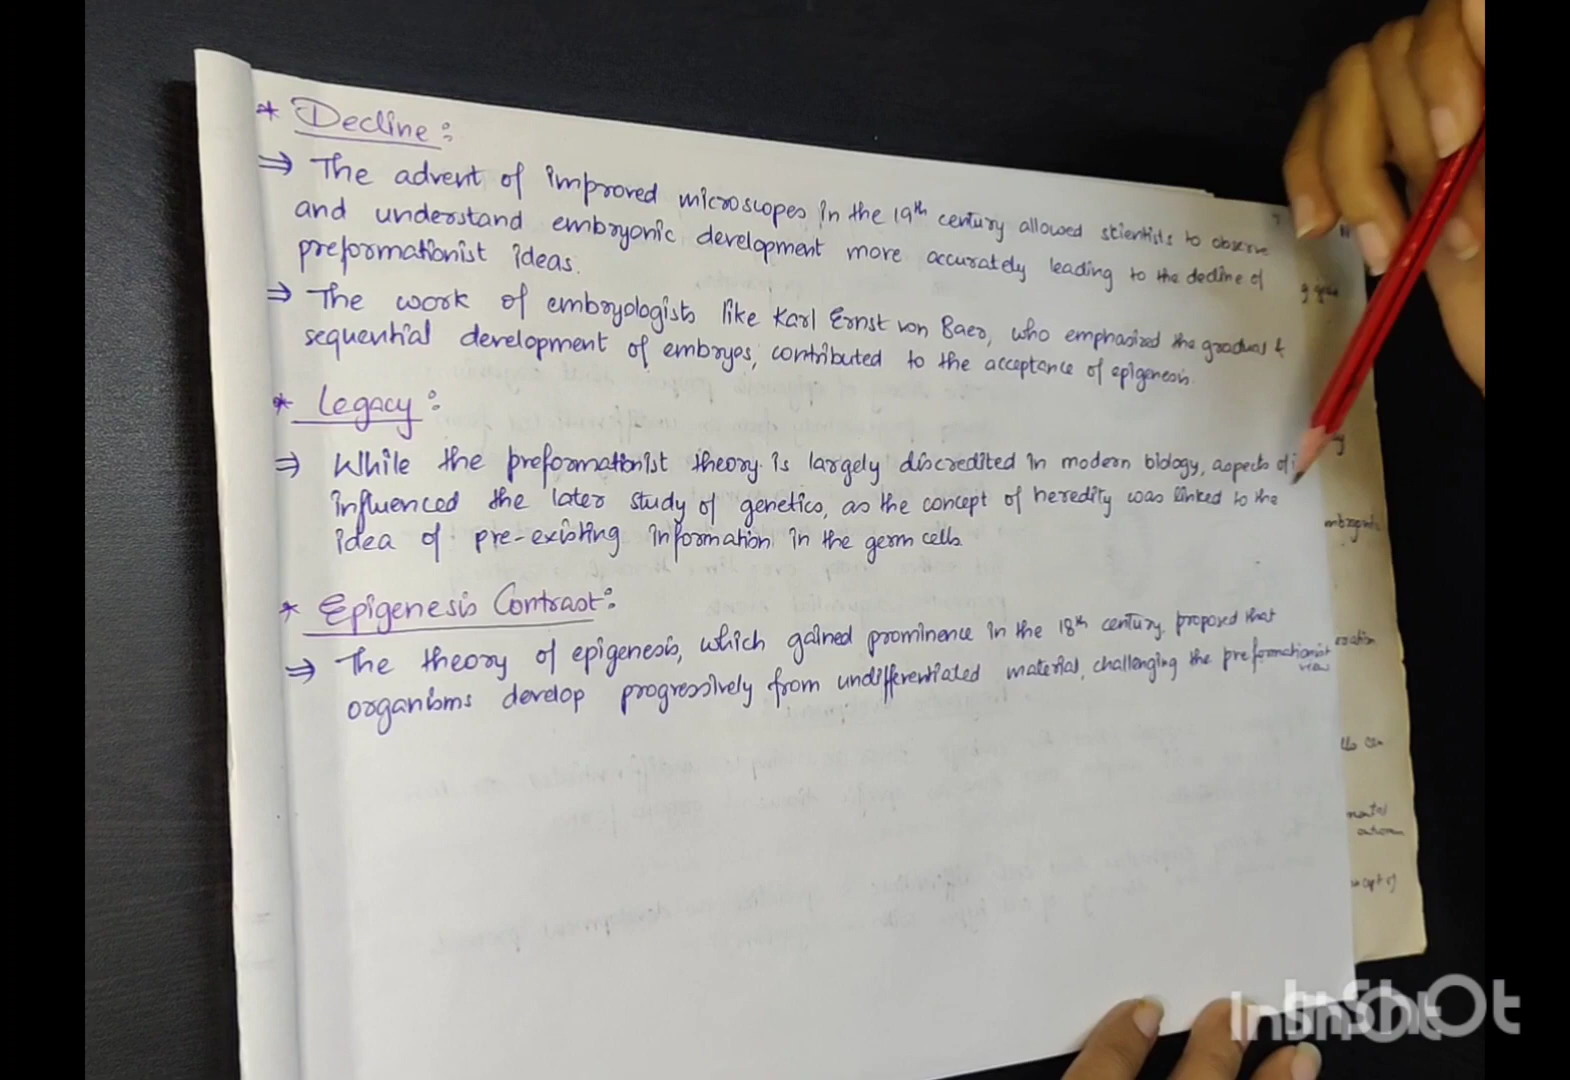 * Decline:
⇒ The advent of improved microscopes in the 19th century allowed scientists to observe
and understand embryonic development more accurately leading to the decline of
preformationist ideas.
⇒ The work of embryologists like Karl Ernst von Baer, who emphasized the gradual &
sequential development of embryos, contributed to the acceptance of epigenesis.
* Legacy:
⇒ While the preformationist theory is largely discredited in modern biology, aspects of
influenced the later study of genetics, as the concept of heredity was linked to the
idea of pre-existing information in the germ cells.
* Epigenesis Contrast:
⇒ The theory of epigenesis, which gained prominence in the 18th century, proposed that
organisms develop progressively from undifferentiated material, challenging the preformationist
view
InShot